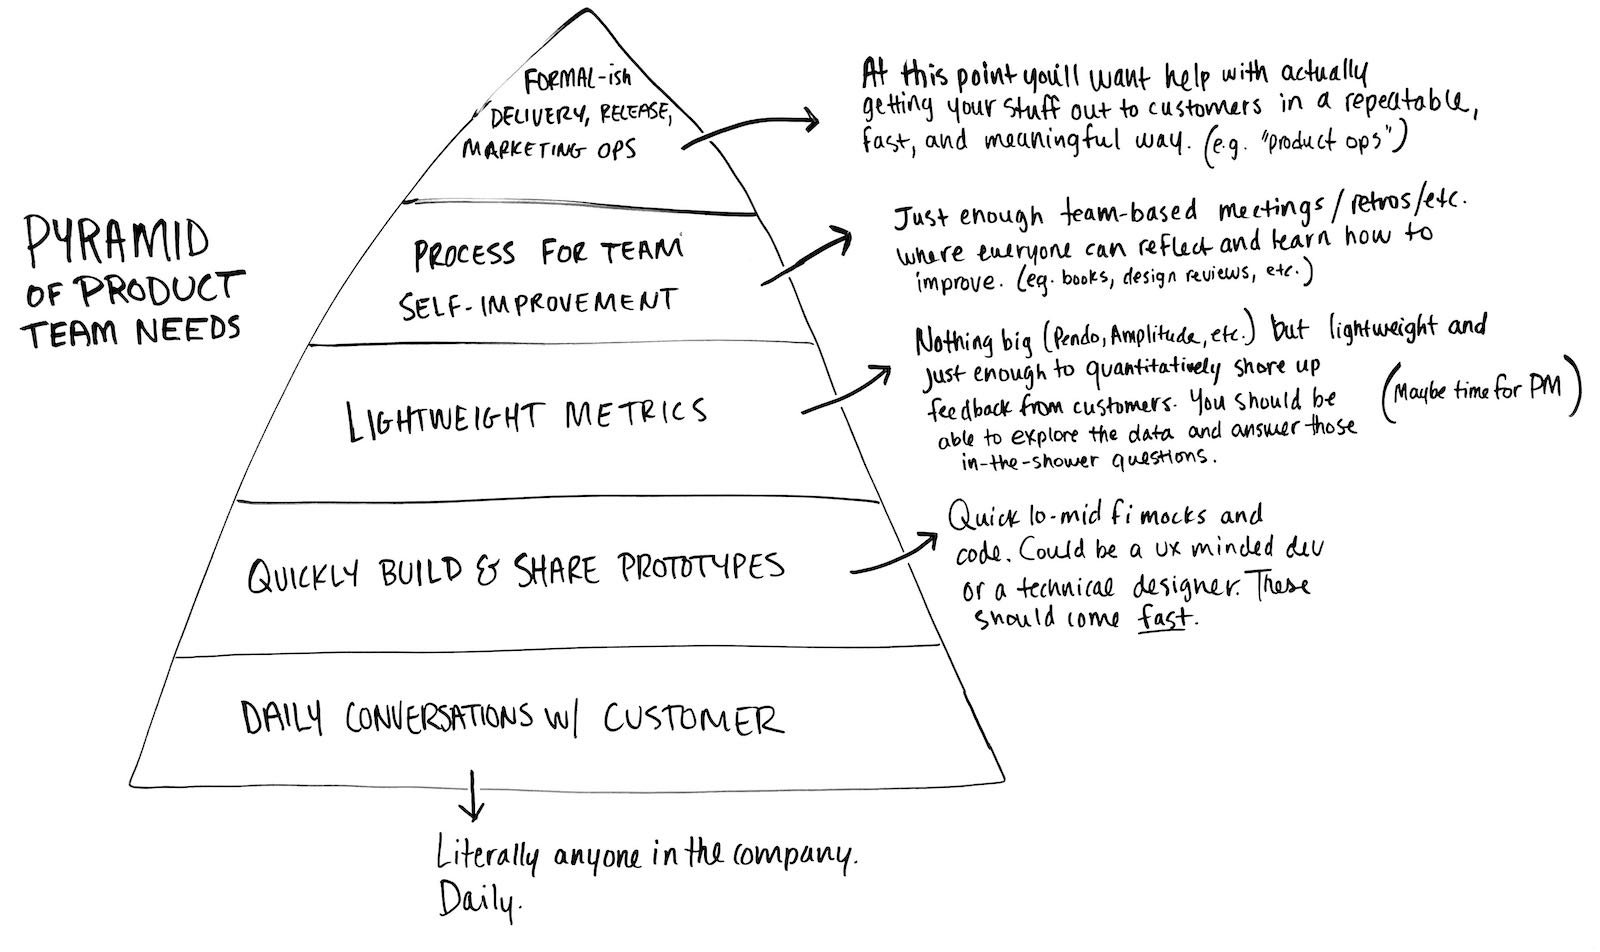 PYRAMID
OF PRODUCT
TEAM NEEDS
FORMAL-ish
DELIVERY, RELEASE,
MARKETING OPS
At this point you'll want help with actually
getting your stuff out to customers in a repeatable,
fast, and meaningful way. (e.g. "product ops")
PROCESS FOR TEAM
SELF-IMPROVEMENT
Just enough team-based meetings/retros/etc.
where everyone can reflect and learn how to
improve. (eg. books, design reviews, etc.)
LIGHTWEIGHT METRICS
Nothing big (Pendo, Amplitude, etc.) but lightweight and
just enough to quantitatively shore up
feedback from customers. You should be
able to explore the data and answer those
in-the-shower questions.
(Maybe time for PM)
QUICKLY BUILD & SHARE PROTOTYPES
Quick lo-mid fi mocks and
code. Could be a ux minded dev
or a technical designer. These
should come fast.
DAILY CONVERSATIONS W/ CUSTOMER
Literally anyone in the company.
Daily.